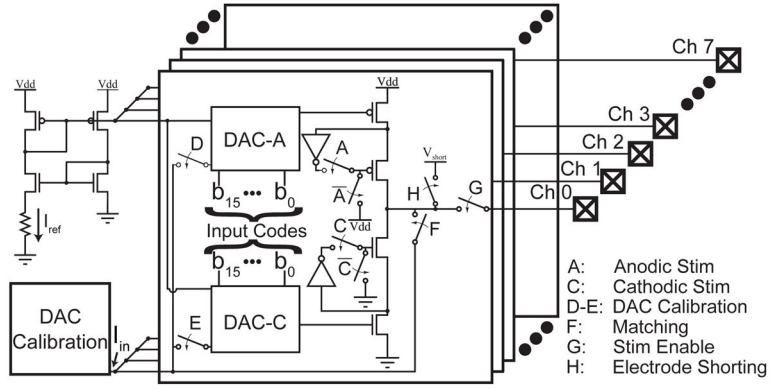 Ch 7
Vdd
Vdd
Vdd
Ch 3
D
DAC-A
A
Ch 2
Vshort
Ch 1
A
H
G
Ch 0
b15 ••• b0
Iref
Input Codes
C
Vdd
F
b15 ••• b0
C
DAC
Calibration
Iin
E
DAC-C
A: Anodic Stim
C: Cathodic Stim
D-E: DAC Calibration
F: Matching
G: Stim Enable
H: Electrode Shorting